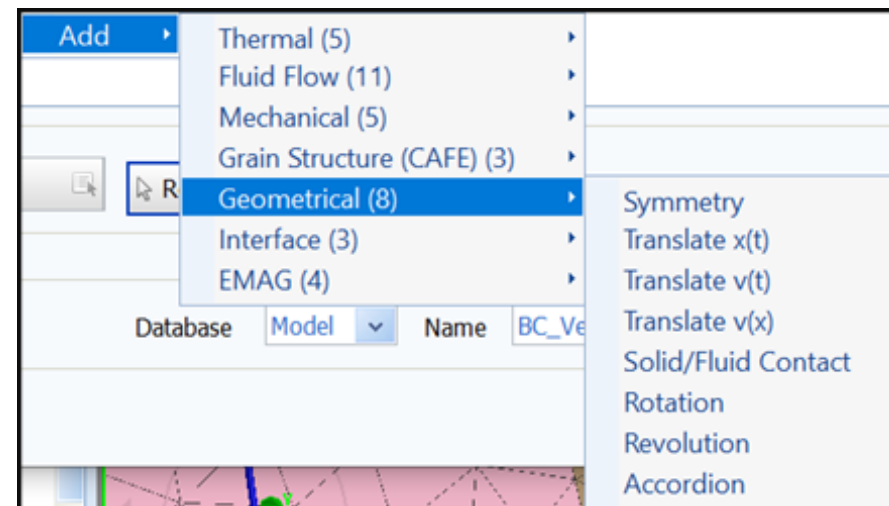 Add
Thermal (5)
Fluid Flow (11)
Mechanical (5)
Grain Structure (CAFE) (3)
R
Geometrical (8)
Interface (3)
EMAG (4)
Symmetry
Translate x(t)
Translate v(t)
Translate v(x)
Solid/Fluid Contact
Rotation
Revolution
Accordion
Database Model Name BC_Ve